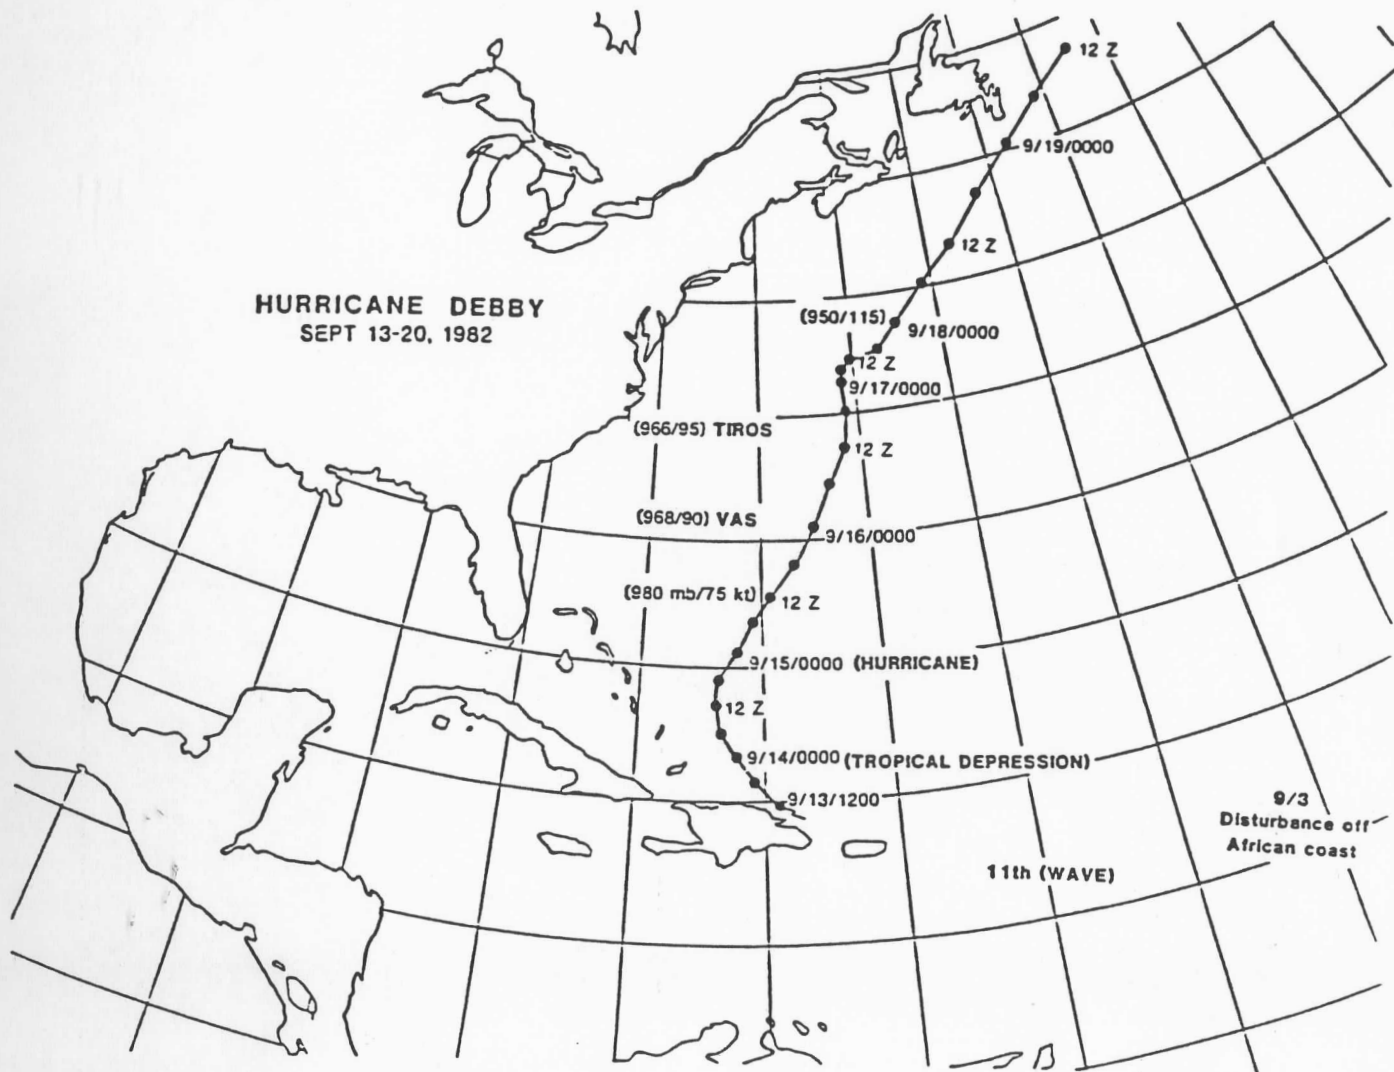 12 Z
9/19/0000
12 Z
HURRICANE DEBBY
SEPT 13-20, 1982
(950/115)
9/18/0000
12 Z
9/17/0000
(966/95) TIROS
12 Z
(968/90) VAS
9/16/0000
(980 mb/75 kt)
12 Z
9/15/0000 (HURRICANE)
12 Z
9/14/0000 (TROPICAL DEPRESSION)
9/13/1200
9/3
Disturbance off
African coast
11th (WAVE)